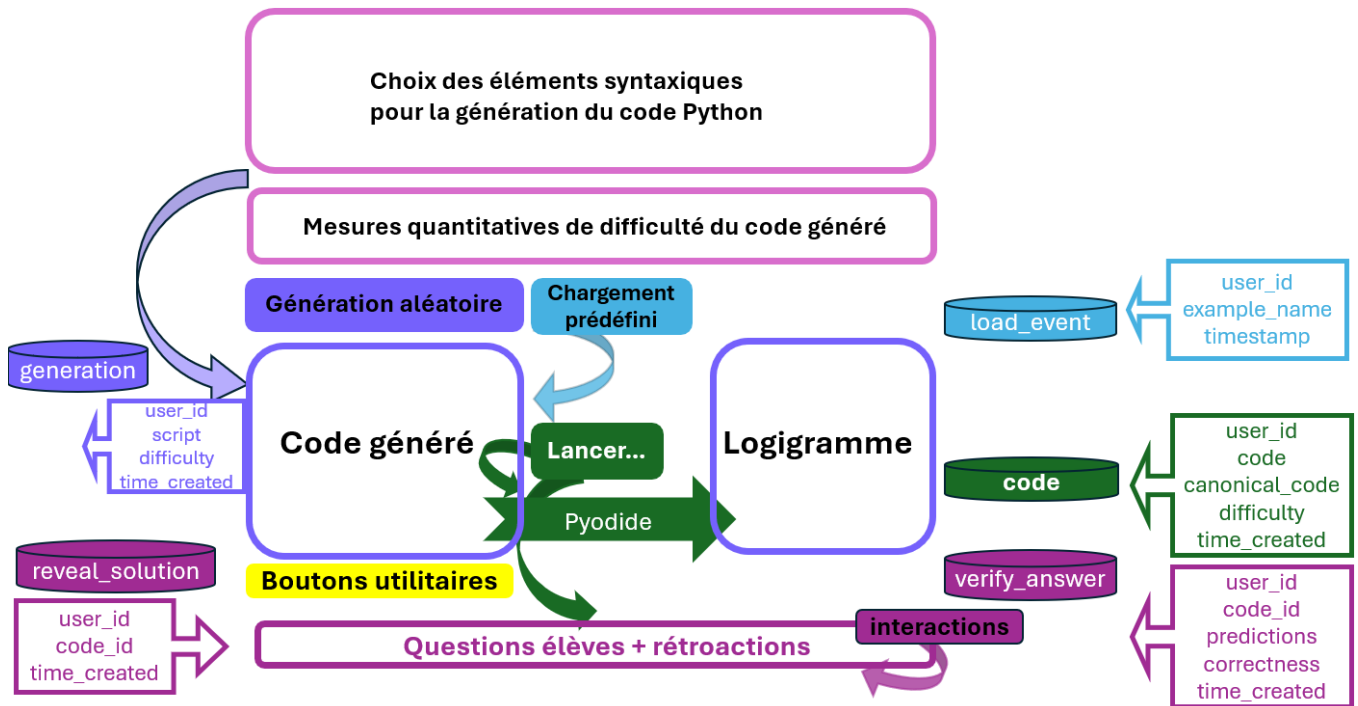 Choix des éléments syntaxiques
pour la génération du code Python
Mesures quantitatives de difficulté du code généré
Génération aléatoire
Chargement
prédéfini
generation
user_id
script
difficulty
time_created
Code généré
Lancer...
Pyodide
Logigramme
load_event
user_id
example_name
timestamp
code
user_id
code
canonical_code
difficulty
time_created
reveal_solution
user_id
code_id
time_created
Boutons utilitaires
Questions élèves + rétroactions
interactions
verify_answer
user_id
code_id
predictions
correctness
time_created